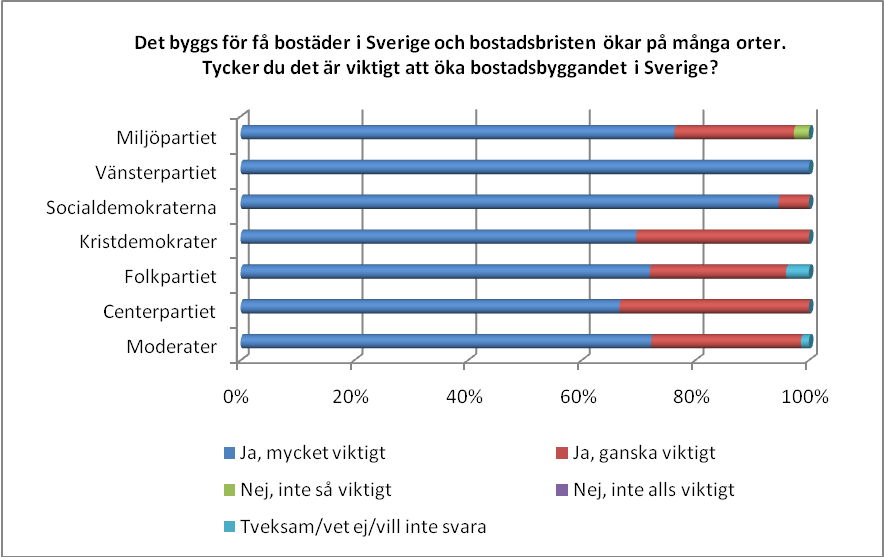 Det byggs för få bostäder i Sverige och bostadsbristen ökar på många orter.
Tycker du det är viktigt att öka bostadsbyggandet i Sverige?
Miljöpartiet
Vänsterpartiet
Socialdemokraterna
Kristdemokrater
Folkpartiet
Centerpartiet
Moderater
0% 20% 40% 60% 80% 100%
Ja, mycket viktigt Ja, ganska viktigt
Nej, inte så viktigt Nej, inte alls viktigt
Tveksam/vet ej/vill inte svara